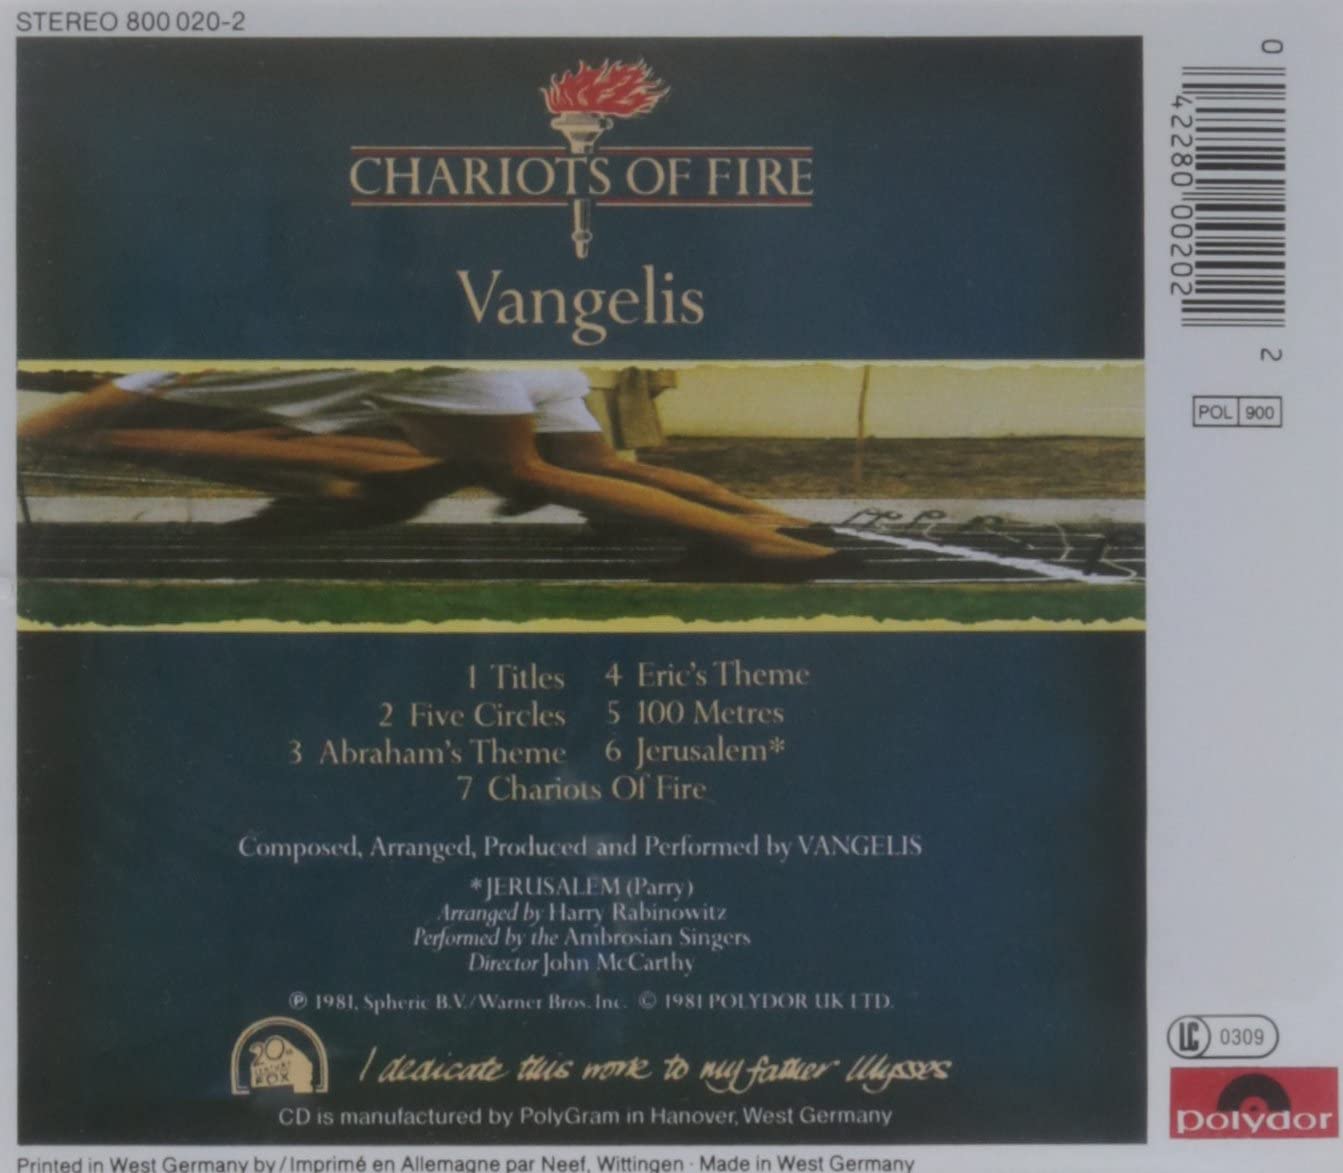 STEREO 800 020-2
CHARIOTS OF FIRE
Vangelis
1 Titles
2 Five Circles
3 Abraham's Theme
4 Eric's Theme
5 100 Metres
6 Jerusalem*
7 Chariots Of Fire
Composed, Arranged, Produced and Performed by VANGELIS
*JERUSALEM (Parry)
Arranged by Harry Rabinowitz
Performed by the Ambrosian Singers
Director John McCarthy
℗ 1981, Spheric B.V./Warner Bros. Inc. © 1981 POLYDOR UK LTD.
20th CENTURY FOX
I dedicate this work to my father Ulysses
CD is manufactured by PolyGram in Hanover, West Germany
Printed in West Germany by / Imprimé en Allemagne par Neef, Wittingen · Made in West Germany
0 42280 00202 2
POL 900
LC 0309
polydor